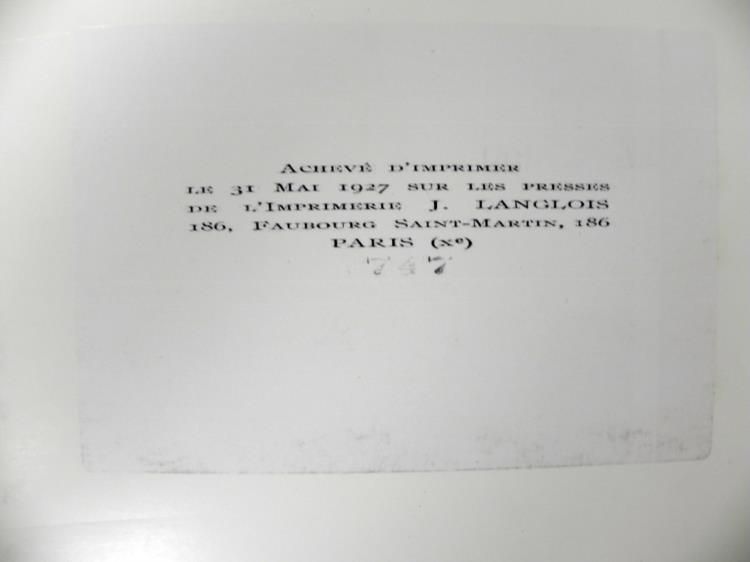 ACHEVÉ D'IMPRIMER
LE 31 MAI 1927 SUR LES PRESSES
DE L'IMPRIMERIE J. LANGLOIS
186, FAUBOURG SAINT-MARTIN, 186
PARIS (Xe)
747